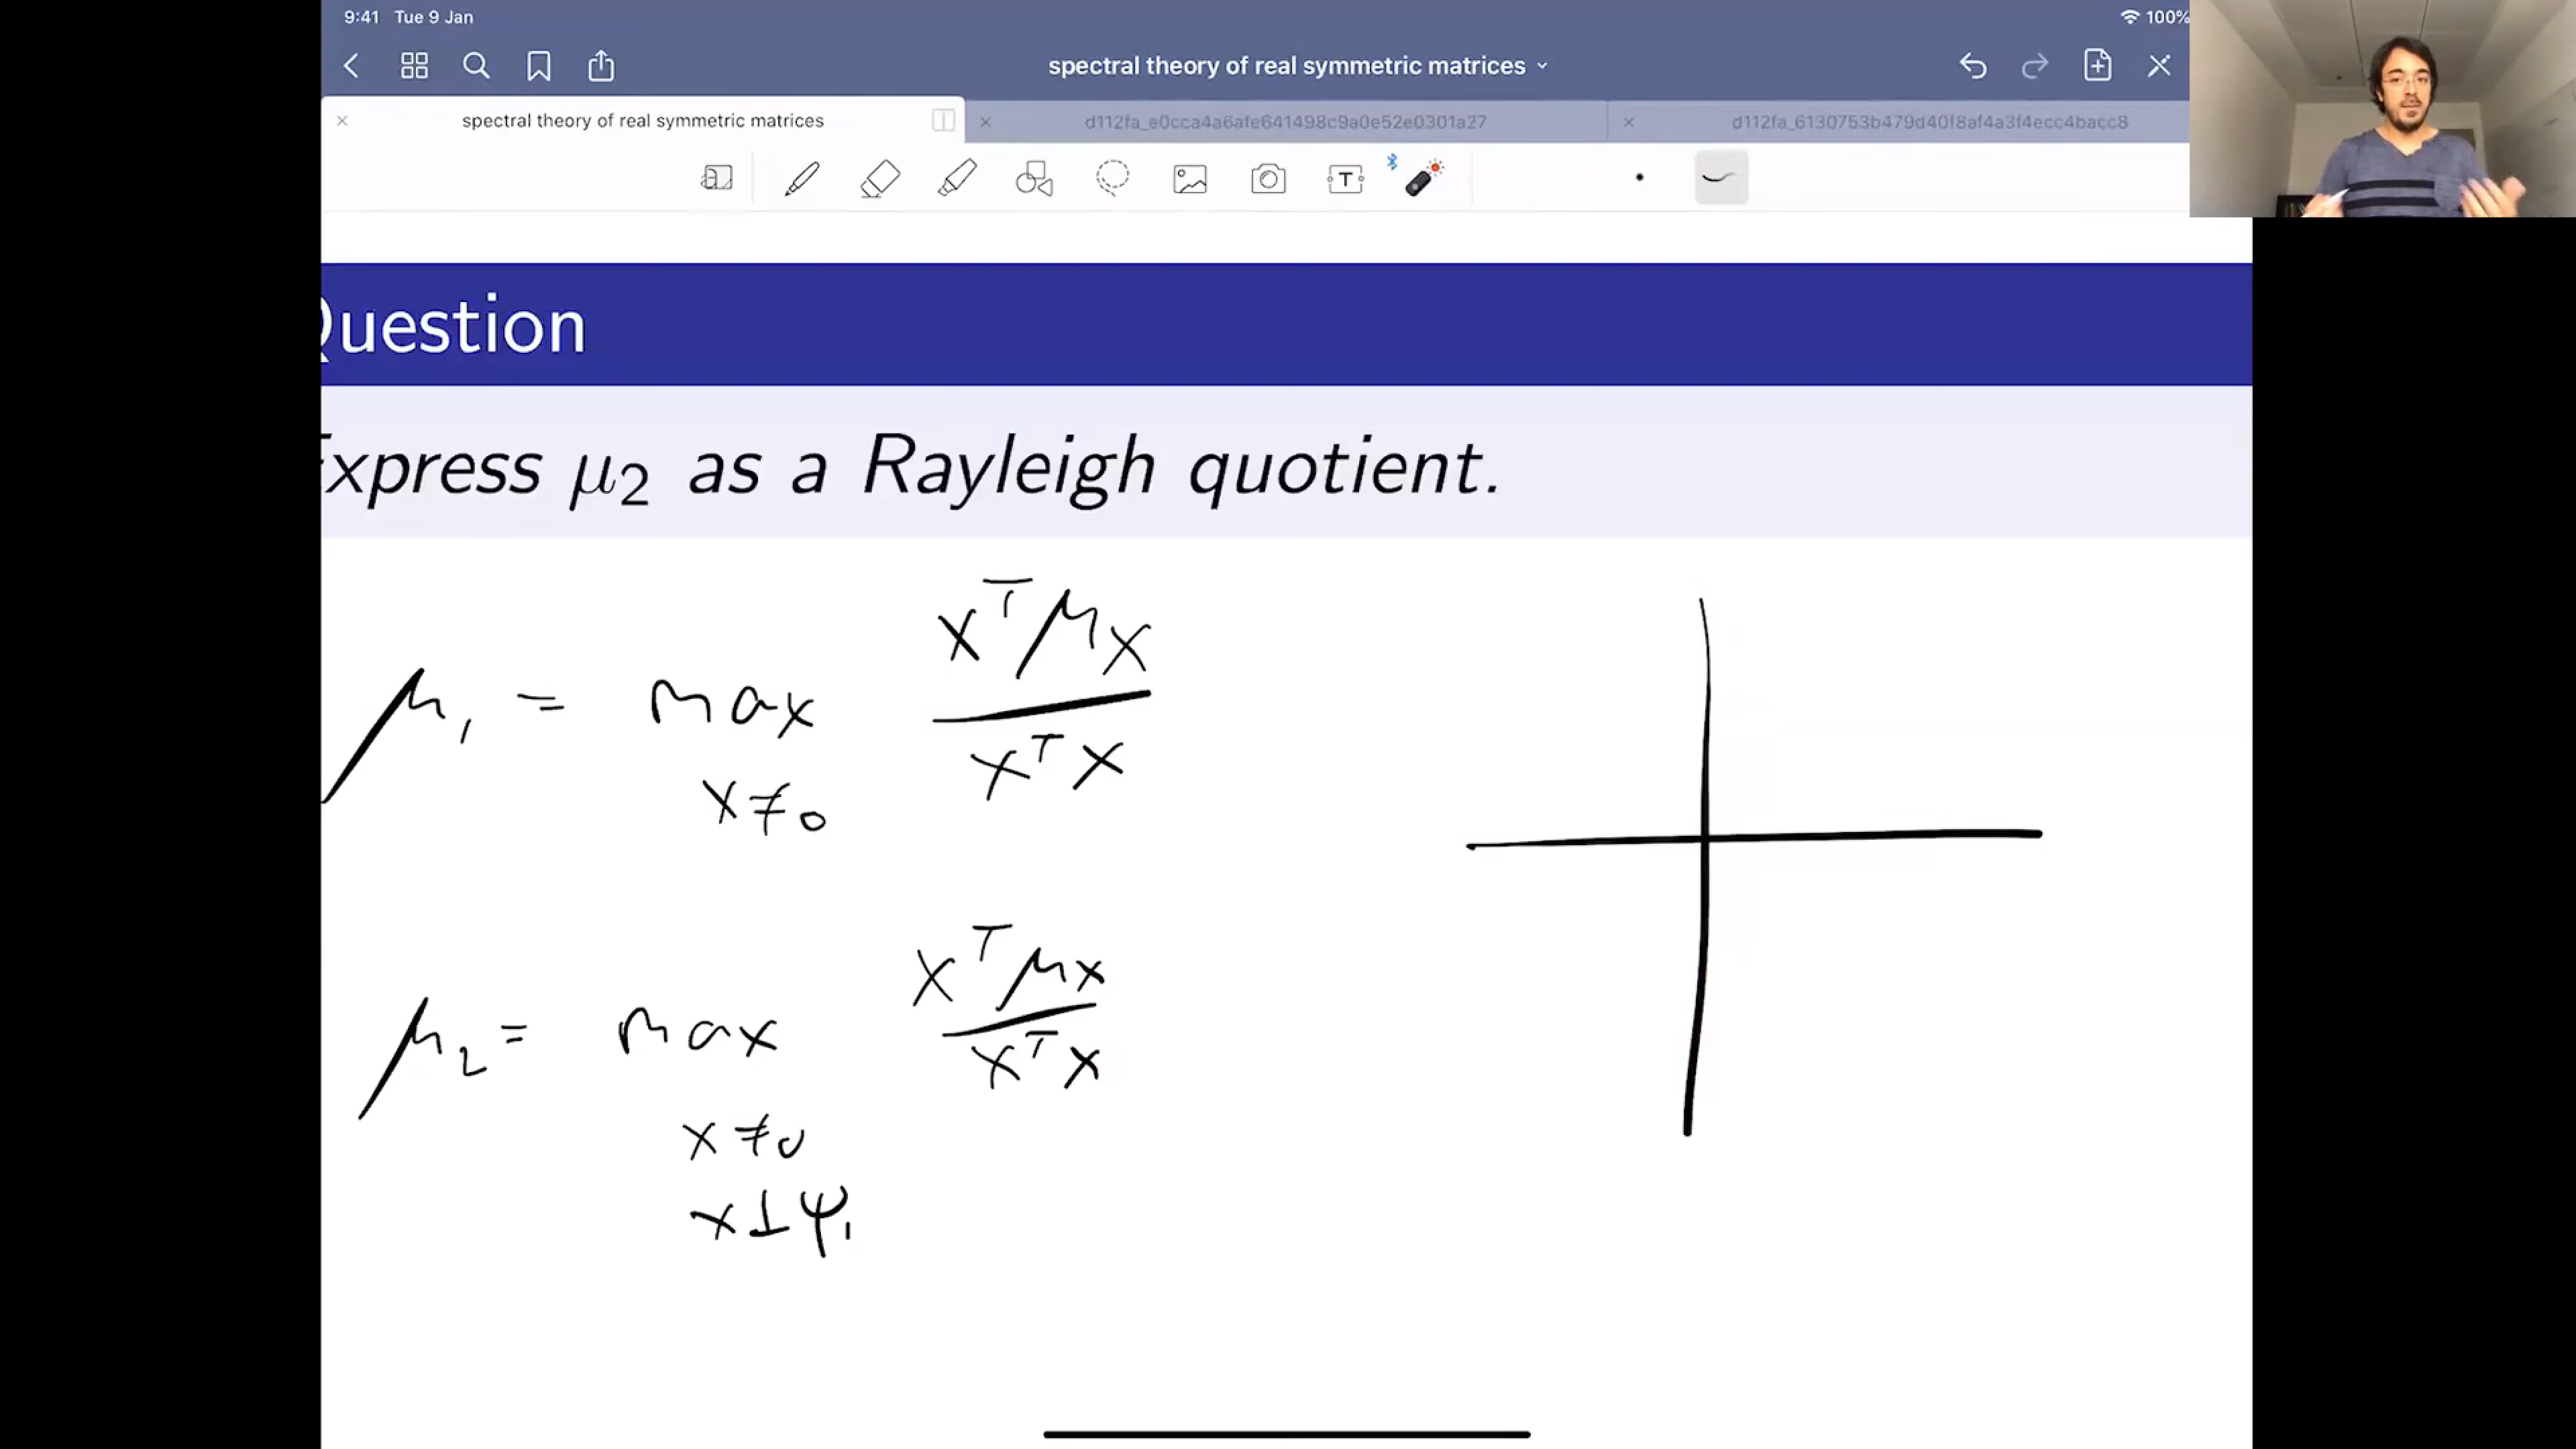 9:41 Tue 9 Jan 100%
spectral theory of real symmetric matrices
spectral theory of real symmetric matrices d112fa_e0cca4a6afe641498c9a0e52e0301a27 d112fa_6130753b479d40f8af4a3f4ecc4bacc8
Question
Express μ₂ as a Rayleigh quotient.
μ₁ = max xᵀMx / xᵀx
x≠0
μ₂ = max xᵀMx / xᵀx
x≠0
x⊥ψ₁